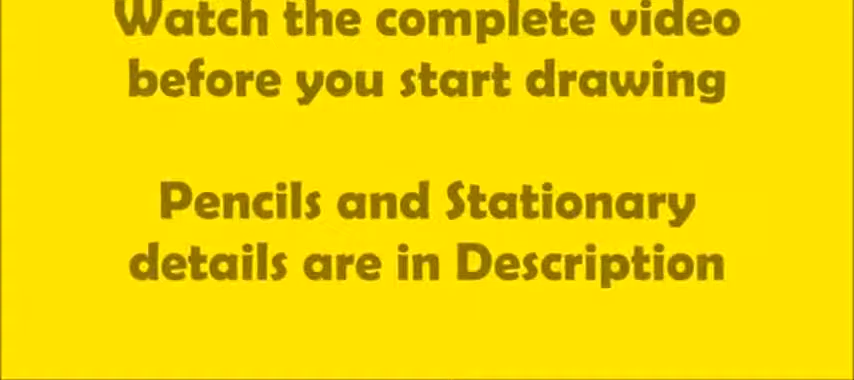 Watch the complete video
before you start drawing
Pencils and Stationary
details are in Description